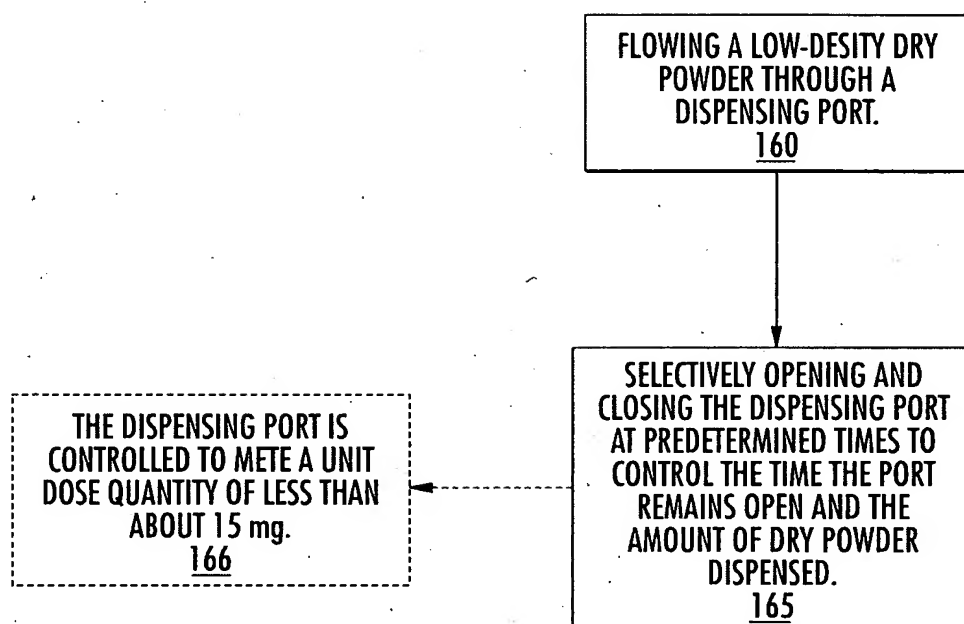 FLOWING A LOW-DESITY DRY
POWDER THROUGH A
DISPENSING PORT.
160
SELECTIVELY OPENING AND
CLOSING THE DISPENSING PORT
AT PREDETERMINED TIMES TO
CONTROL THE TIME THE PORT
REMAINS OPEN AND THE
AMOUNT OF DRY POWDER
DISPENSED.
165
THE DISPENSING PORT IS
CONTROLLED TO METE A UNIT
DOSE QUANTITY OF LESS THAN
ABOUT 15 mg.
166